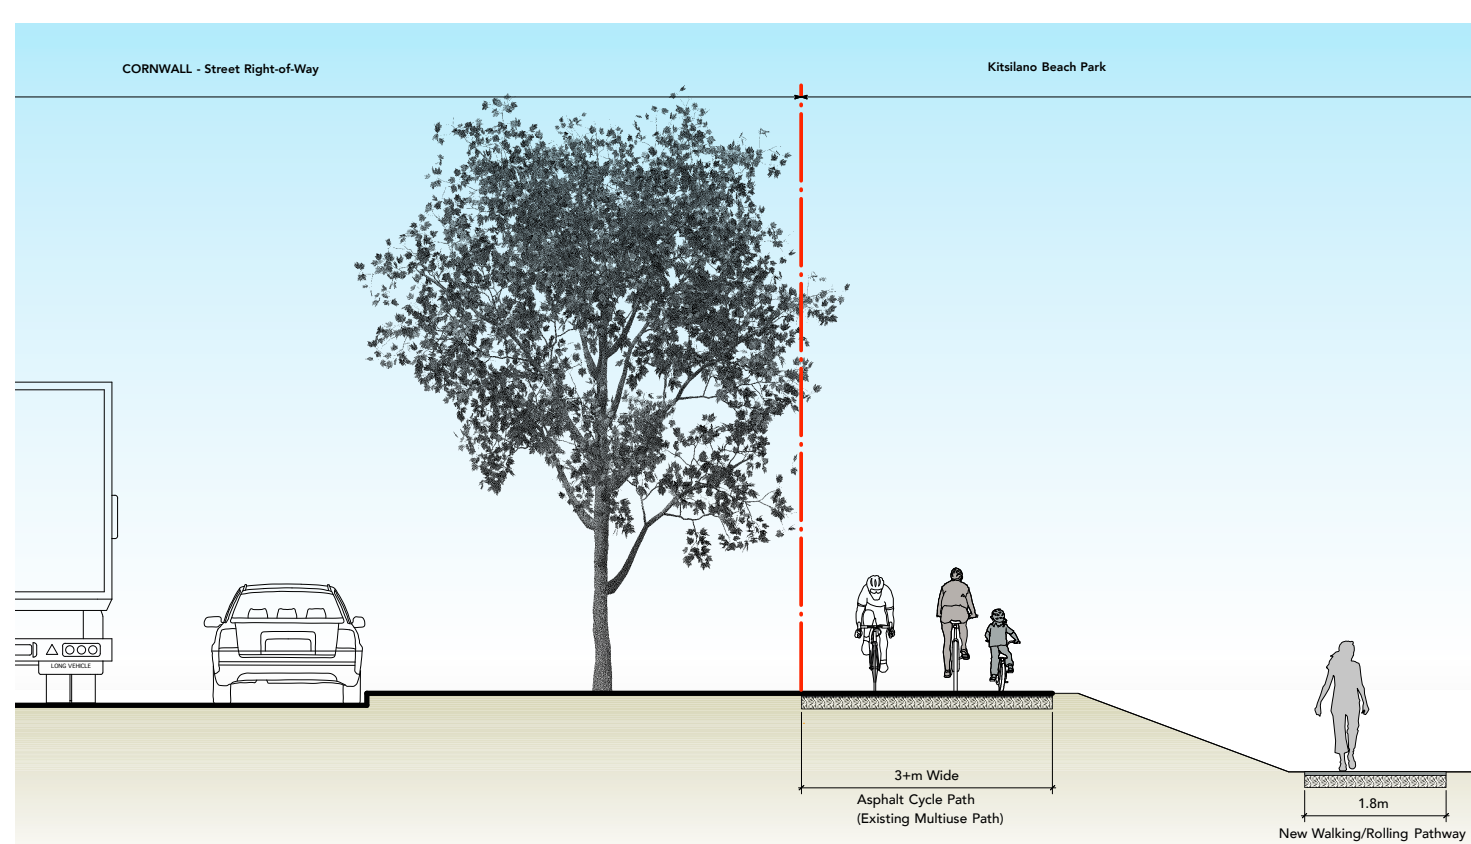 CORNWALL - Street Right-of-Way
Kitsilano Beach Park
LONG VEHICLE
3+m Wide
Asphalt Cycle Path
(Existing Multiuse Path)
1.8m
New Walking/Rolling Pathway